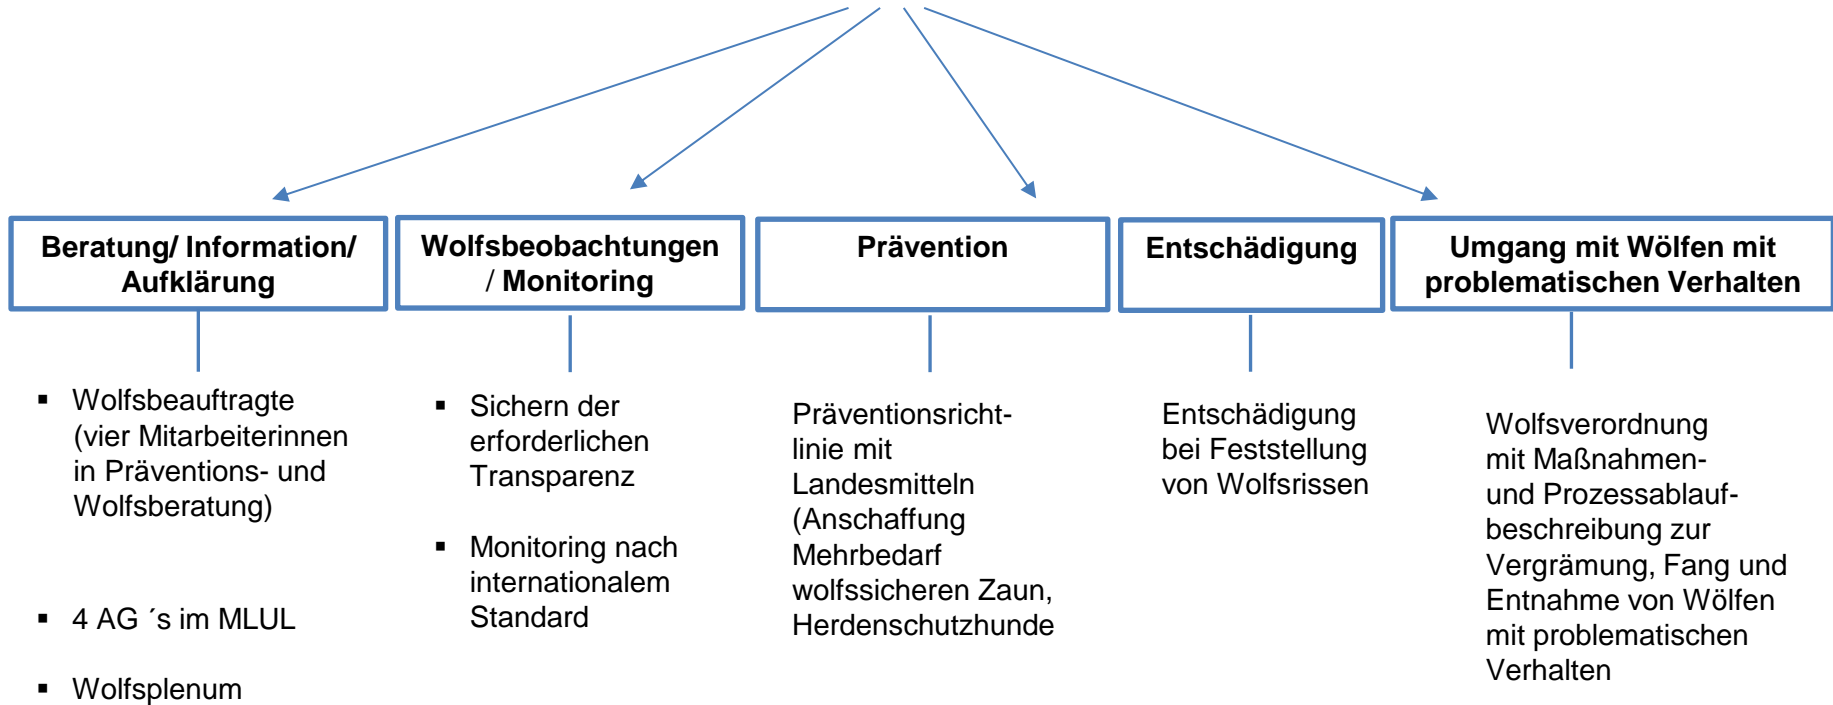 Beratung/ Information/
Aufklärung
Wolfsbeobachtungen
/ Monitoring
Prävention
Entschädigung
Umgang mit Wölfen mit
problematischen Verhalten
▪ Wolfsbeauftragte
(vier Mitarbeiterinnen
in Präventions- und
Wolfsberatung)
▪ 4 AG ´s im MLUL
▪ Wolfsplenum
▪ Sichern der
erforderlichen
Transparenz
▪ Monitoring nach
internationalem
Standard
Präventionsricht-
linie mit
Landesmitteln
(Anschaffung
Mehrbedarf
wolfssicheren Zaun,
Herdenschutzhunde
Entschädigung
bei Feststellung
von Wolfsrissen
Wolfsverordnung
mit Maßnahmen-
und Prozessablauf-
beschreibung zur
Vergrämung, Fang und
Entnahme von Wölfen
mit problematischen
Verhalten